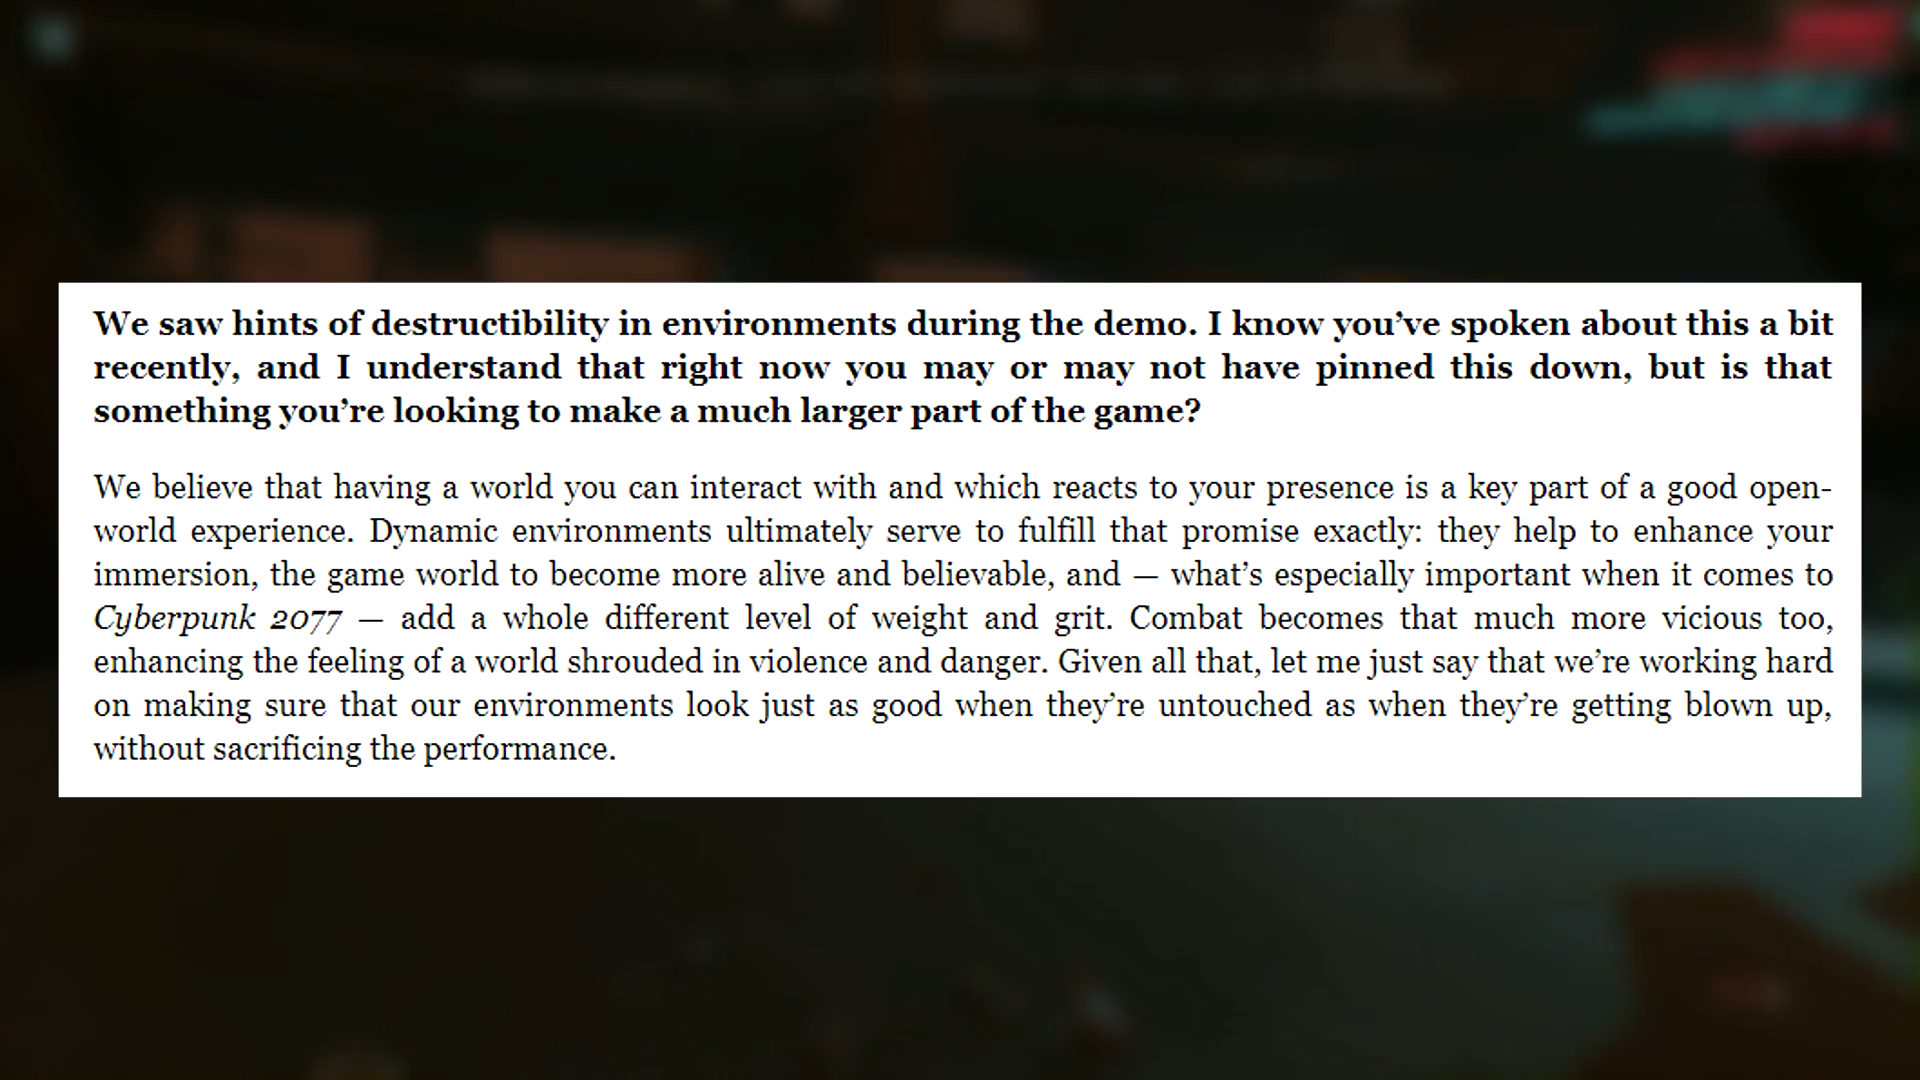 We saw hints of destructibility in environments during the demo. I know you’ve spoken about this a bit
recently, and I understand that right now you may or may not have pinned this down, but is that
something you’re looking to make a much larger part of the game?
We believe that having a world you can interact with and which reacts to your presence is a key part of a good open-
world experience. Dynamic environments ultimately serve to fulfill that promise exactly: they help to enhance your
immersion, the game world to become more alive and believable, and — what’s especially important when it comes to
Cyberpunk 2077 — add a whole different level of weight and grit. Combat becomes that much more vicious too,
enhancing the feeling of a world shrouded in violence and danger. Given all that, let me just say that we’re working hard
on making sure that our environments look just as good when they’re untouched as when they’re getting blown up,
without sacrificing the performance.